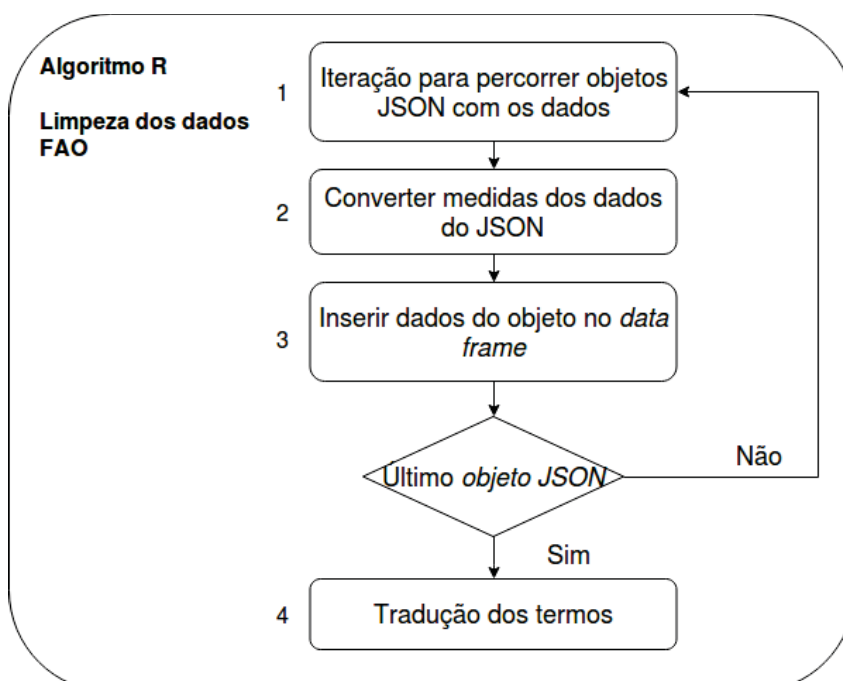 Algoritmo R
Limpeza dos dados
FAO
1
Iteração para percorrer objetos
JSON com os dados
2
Converter medidas dos dados
do JSON
3
Inserir dados do objeto no data
frame
Último objeto JSON
Não
Sim
4
Tradução dos termos